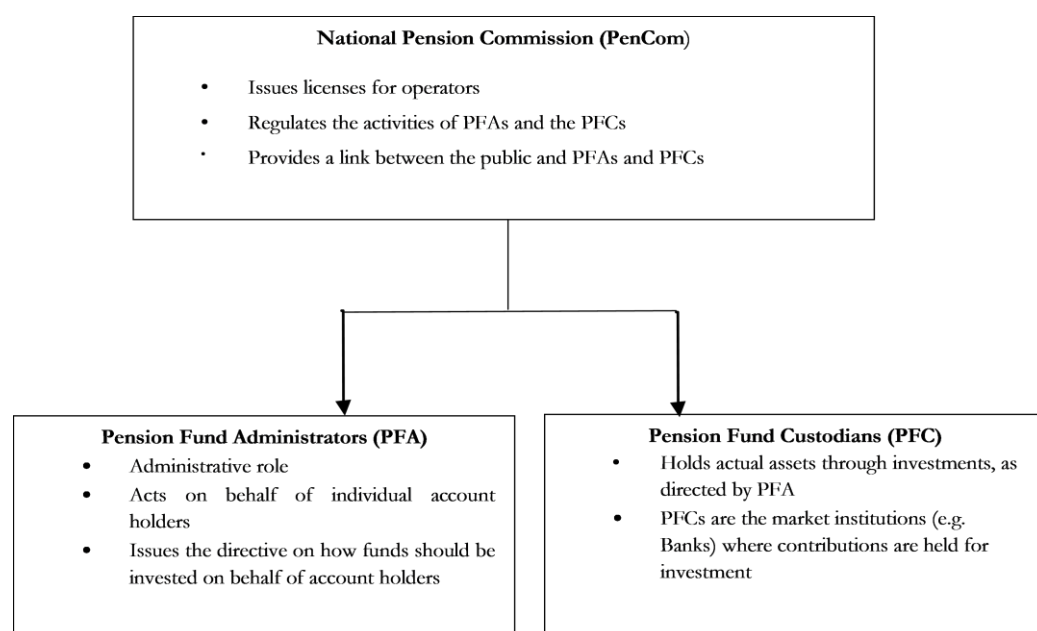 National Pension Commission (PenCom)
• Issues licenses for operators
• Regulates the activities of PFAs and the PFCs
• Provides a link between the public and PFAs and PFCs
Pension Fund Administrators (PFA)
• Administrative role
• Acts on behalf of individual account
holders
• Issues the directive on how funds should be
invested on behalf of account holders
Pension Fund Custodians (PFC)
• Holds actual assets through investments, as
directed by PFA
• PFCs are the market institutions (e.g.
Banks) where contributions are held for
investment